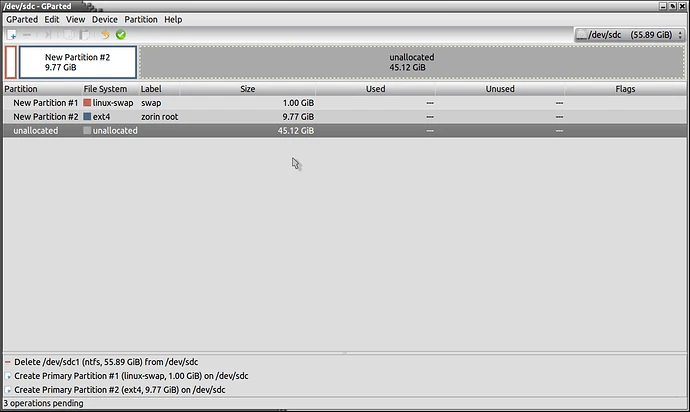 /dev/sdc - GParted
GParted Edit View Device Partition Help
/dev/sdc (55.89 GiB)
New Partition #2
9.77 GiB
unallocated
45.12 GiB
Partition File System Label Size Used Unused Flags
New Partition #1 linux-swap swap 1.00 GiB --- ---
New Partition #2 ext4 zorin root 9.77 GiB --- ---
unallocated unallocated 45.12 GiB --- ---
Delete /dev/sdc1 (ntfs, 55.89 GiB) from /dev/sdc
Create Primary Partition #1 (linux-swap, 1.00 GiB) on /dev/sdc
Create Primary Partition #2 (ext4, 9.77 GiB) on /dev/sdc
3 operations pending